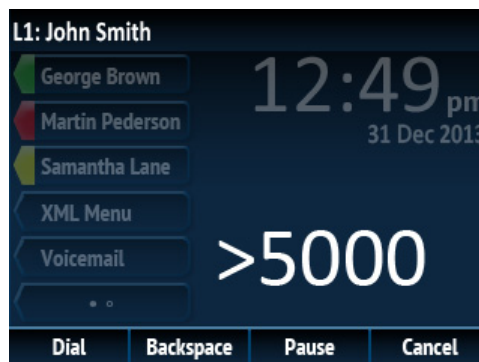 L1: John Smith
George Brown
12:49 pm
Martin Pederson
31 Dec 2013
Samantha Lane
XML Menu
Voicemail
>5000
Dial Backspace Pause Cancel